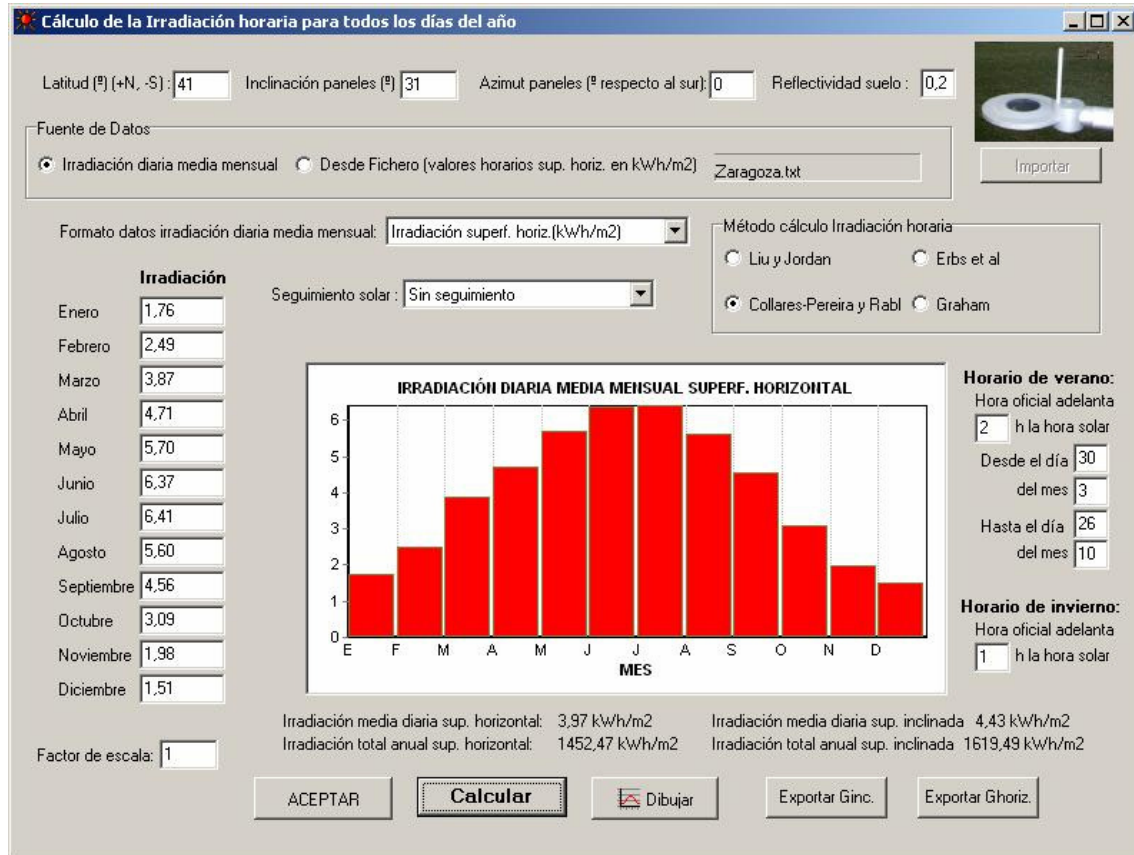 Cálculo de la Irradiación horaria para todos los días del año
Latitud (º) (+N, -S) : 41 Inclinación paneles (º) 31 Azimut paneles (º respecto al sur): 0 Reflectividad suelo : 0,2
Fuente de Datos
Irradiación diaria media mensual Desde Fichero (valores horarios sup. horiz. en kWh/m2) Zaragoza.txt
Importar
Formato datos irradiación diaria media mensual: Irradiación superf. horiz.(kWh/m2)
Método cálculo Irradiación horaria
Liu y Jordan Erbs et al
Collares-Pereira y Rabl Graham
Seguimiento solar : Sin seguimiento
Irradiación
Enero 1,76
Febrero 2,49
Marzo 3,87
Abril 4,71
Mayo 5,70
Junio 6,37
Julio 6,41
Agosto 5,60
Septiembre 4,56
Octubre 3,09
Noviembre 1,98
Diciembre 1,51
Factor de escala: 1
IRRADIACIÓN DIARIA MEDIA MENSUAL SUPERF. HORIZONTAL
6
5
4
3
2
1
0
E F M A M J J A S O N D
MES
Horario de verano:
Hora oficial adelanta
2 h la hora solar
Desde el día 30
del mes 3
Hasta el día 26
del mes 10
Horario de invierno:
Hora oficial adelanta
1 h la hora solar
Irradiación media diaria sup. horizontal: 3,97 kWh/m2 Irradiación media diaria sup. inclinada 4,43 kWh/m2
Irradiación total anual sup. horizontal: 1452,47 kWh/m2 Irradiación total anual sup. inclinada 1619,49 kWh/m2
ACEPTAR Calcular Dibujar Exportar Ginc. Exportar Ghoriz.